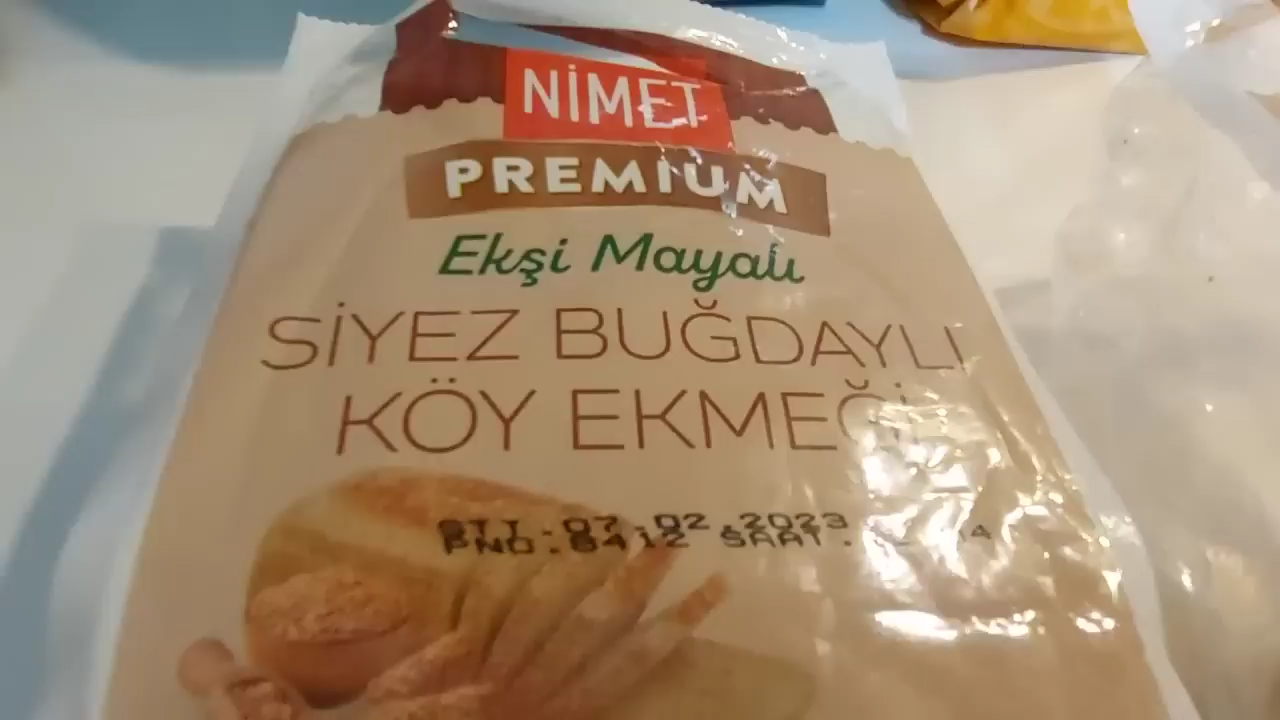 NİMET
PREMIUM
Ekşi Mayalı
SİYEZ BUĞDAYLI
KÖY EKMEĞİ
STT.07.02.2023
PNO.8412 SAAT.